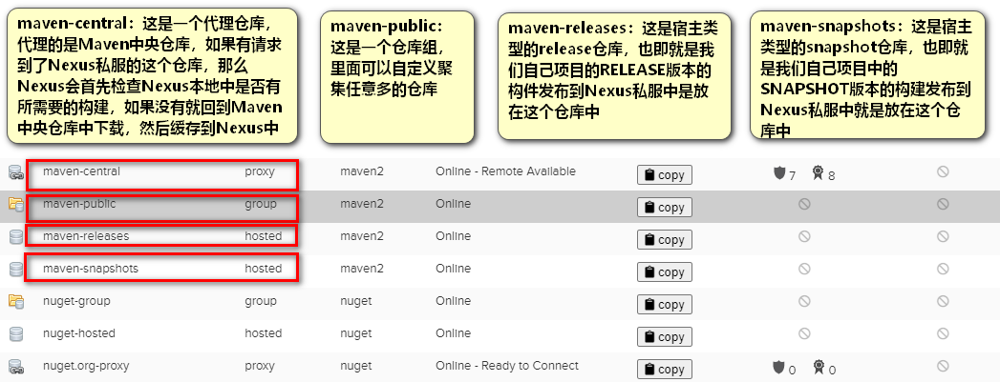 maven-central：这是一个代理仓库，
代理的是Maven中央仓库，如果有请求
到了Nexus私服的这个仓库，那么
Nexus会首先检查Nexus本地中是否有
所需要的构建，如果没有就回到Maven
中央仓库中下载，然后缓存到Nexus中
maven-public：
这是一个仓库组，
里面可以自定义聚
集任意多的仓库
maven-releases：这是宿主类
型的release仓库，也即就是我
们自己项目的RELEASE版本的
构件发布到Nexus私服中是放
在这个仓库中
maven-snapshots：这是宿主
类型的snapshot仓库，也即就
是我们自己项目中的
SNAPSHOT版本的构建发布到
Nexus私服中就是放在这个仓
库中
maven-central proxy maven2 Online - Remote Available copy 7 8
maven-public group maven2 Online copy
maven-releases hosted maven2 Online copy
maven-snapshots hosted maven2 Online copy
nuget-group group nuget Online copy
nuget-hosted hosted nuget Online copy
nuget.org-proxy proxy nuget Online - Ready to Connect copy 0 0